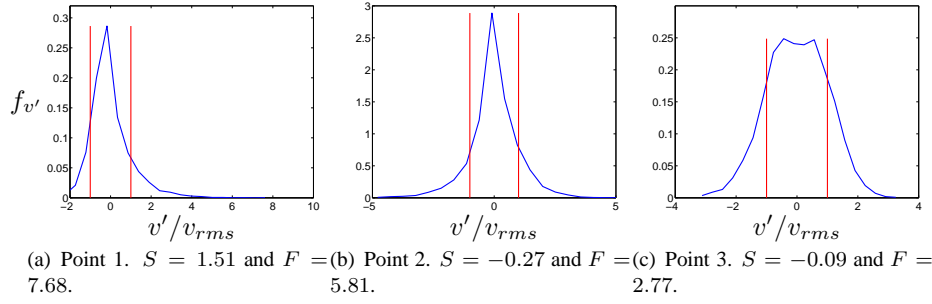 0.3
0.25
0.2
0.15
0.1
0.05
0
−2 0 2 4 6 8 10
f_{v'}
v'/v_{rms}
3
2.5
2
1.5
1
0.5
0
−5 0 5
v'/v_{rms}
0.3
0.25
0.2
0.15
0.1
0.05
0
−4 −2 0 2 4
v'/v_{rms}
(a) Point 1. S = 1.51 and F =
7.68.
(b) Point 2. S = −0.27 and F =
5.81.
(c) Point 3. S = −0.09 and F =
2.77.